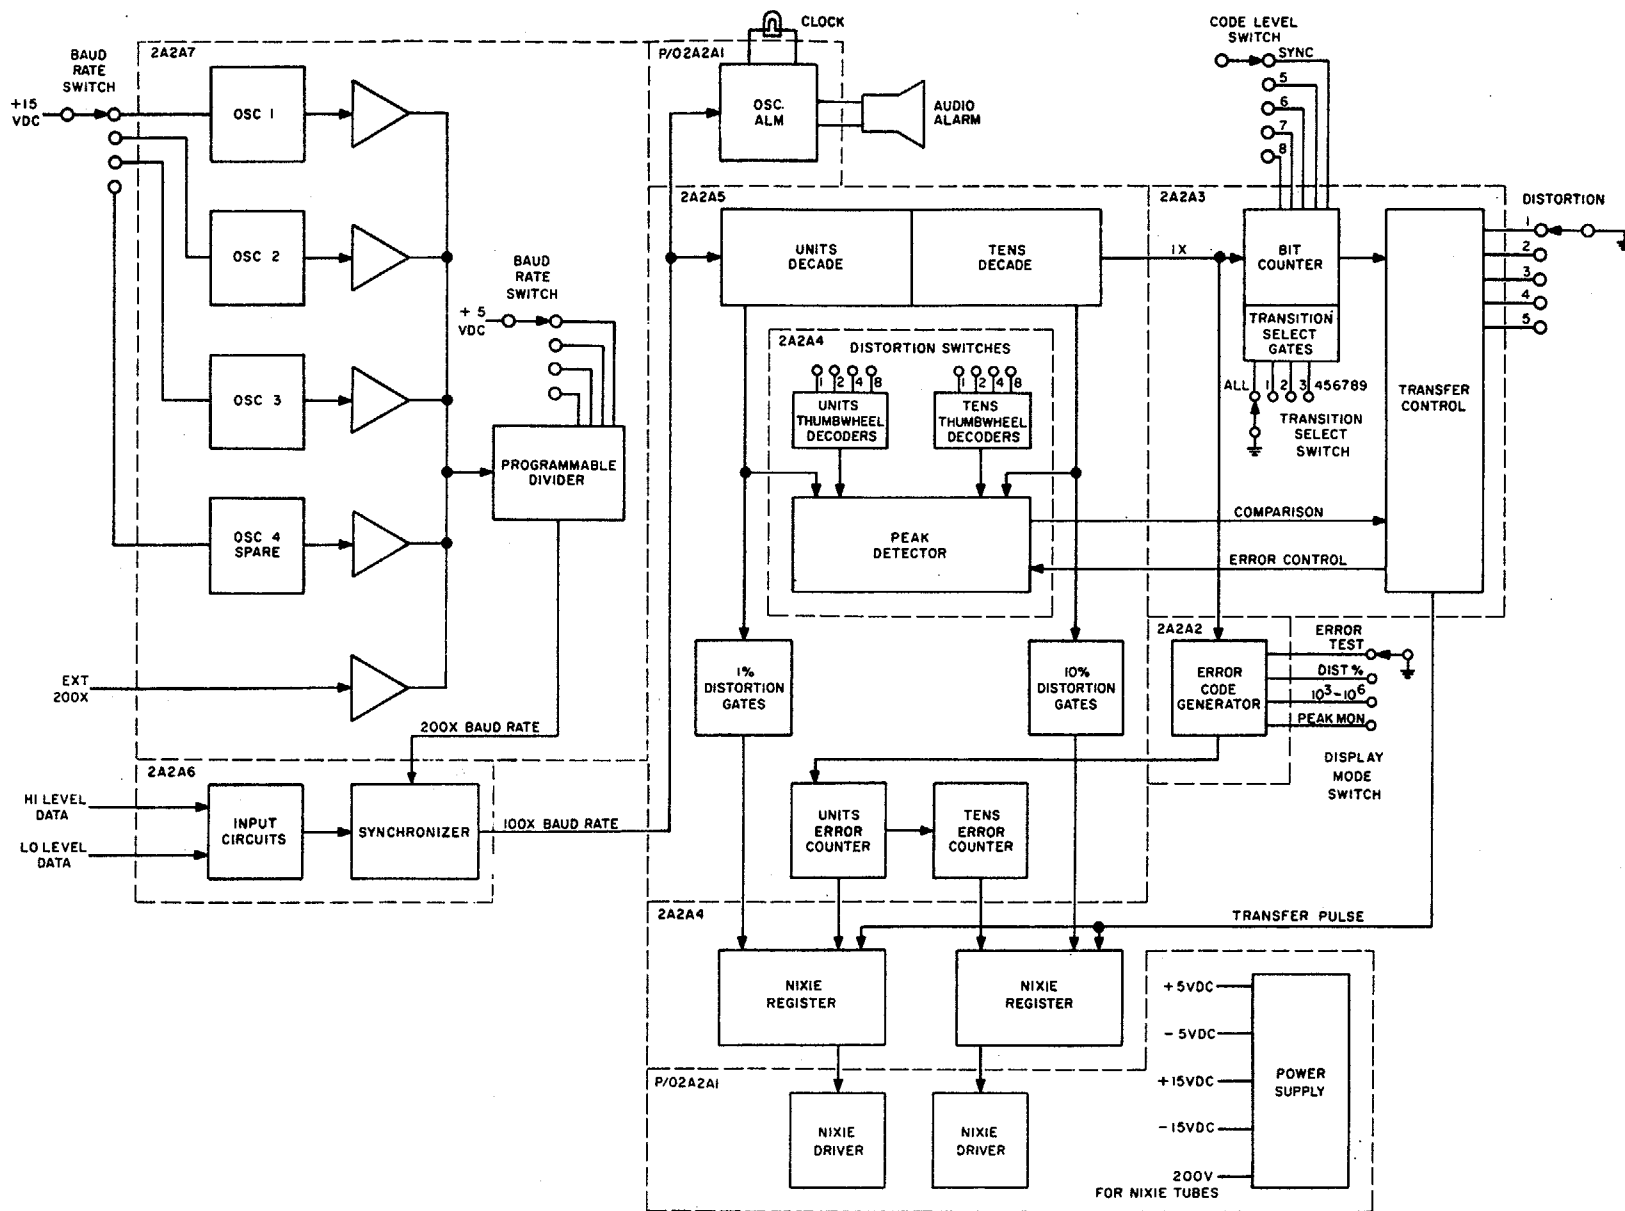 2A2A7
BAUD
RATE
SWITCH
+15
VDC
OSC 1
OSC 2
OSC 3
OSC 4
SPARE
EXT
200X
BAUD
RATE
SWITCH
+ 5
VDC
PROGRAMMABLE
DIVIDER
200X BAUD RATE
2A2A6
HI LEVEL
DATA
LO LEVEL
DATA
INPUT
CIRCUITS
SYNCHRONIZER
100X BAUD RATE
P/O2A2A1
CLOCK
OSC.
ALM
AUDIO
ALARM
2A2A5
UNITS
DECADE
TENS
DECADE
1X
2A2A4
DISTORTION SWITCHES
1 2 4 8
1 2 4 8
UNITS
THUMBWHEEL
DECODERS
TENS
THUMBWHEEL
DECODERS
PEAK
DETECTOR
COMPARISON
ERROR CONTROL
1%
DISTORTION
GATES
10%
DISTORTION
GATES
UNITS
ERROR
COUNTER
TENS
ERROR
COUNTER
CODE LEVEL
SWITCH
SYNC
5
6
7
8
2A2A3
BIT
COUNTER
TRANSITION
SELECT
GATES
ALL 1 2 3 456789
TRANSITION
SELECT
SWITCH
TRANSFER
CONTROL
DISTORTION
1
2
3
4
5
2A2A2
ERROR
CODE
GENERATOR
ERROR
TEST
DIST %
10³-10⁶
PEAK MON
DISPLAY
MODE
SWITCH
2A2A4
TRANSFER PULSE
NIXIE
REGISTER
NIXIE
REGISTER
P/O2A2A1
NIXIE
DRIVER
NIXIE
DRIVER
+5VDC
-5VDC
+15VDC
-15VDC
200V
FOR NIXIE TUBES
POWER
SUPPLY